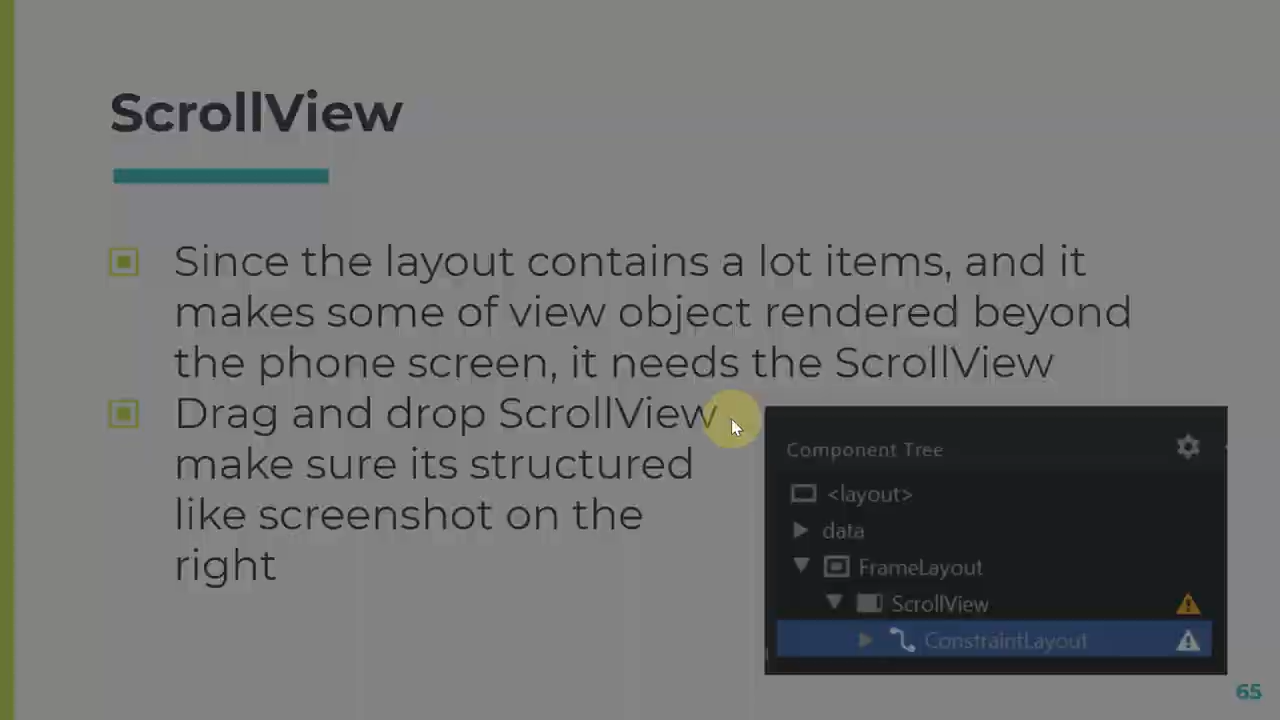 ScrollView
Since the layout contains a lot items, and it
makes some of view object rendered beyond
the phone screen, it needs the ScrollView
Drag and drop ScrollView
make sure its structured
like screenshot on the
right
Component Tree
<layout>
data
FrameLayout
ScrollView
ConstraintLayout
65